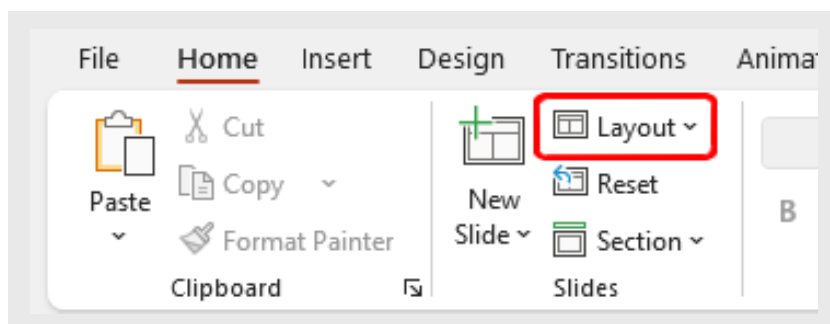 File Home Insert Design Transitions
Cut Layout
Copy Reset
Paste New
Format Painter Slide Section
B
Clipboard Slides